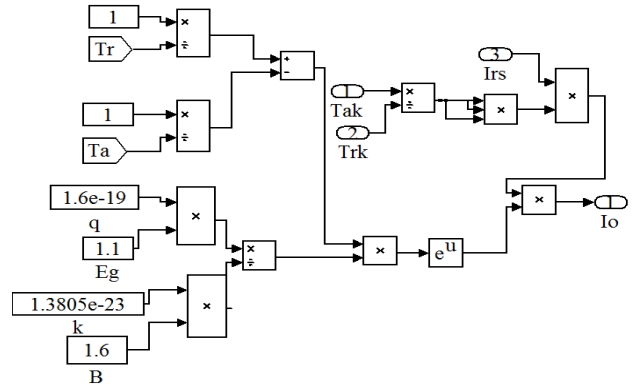 1
×
÷
Tr
+
−
1
×
÷
Ta
3
Irs
1
Tak
×
÷
2
Trk
×
×
1.6e-19
q
×
1.1
Eg
×
÷
×
e^u
×
1
Io
1.3805e-23
k
×
1.6
B